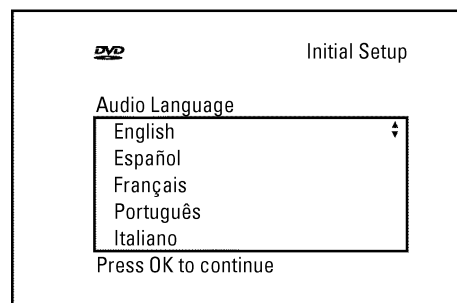 DVD
Initial Setup
Audio Language
English
Español
Français
Português
Italiano
Press OK to continue